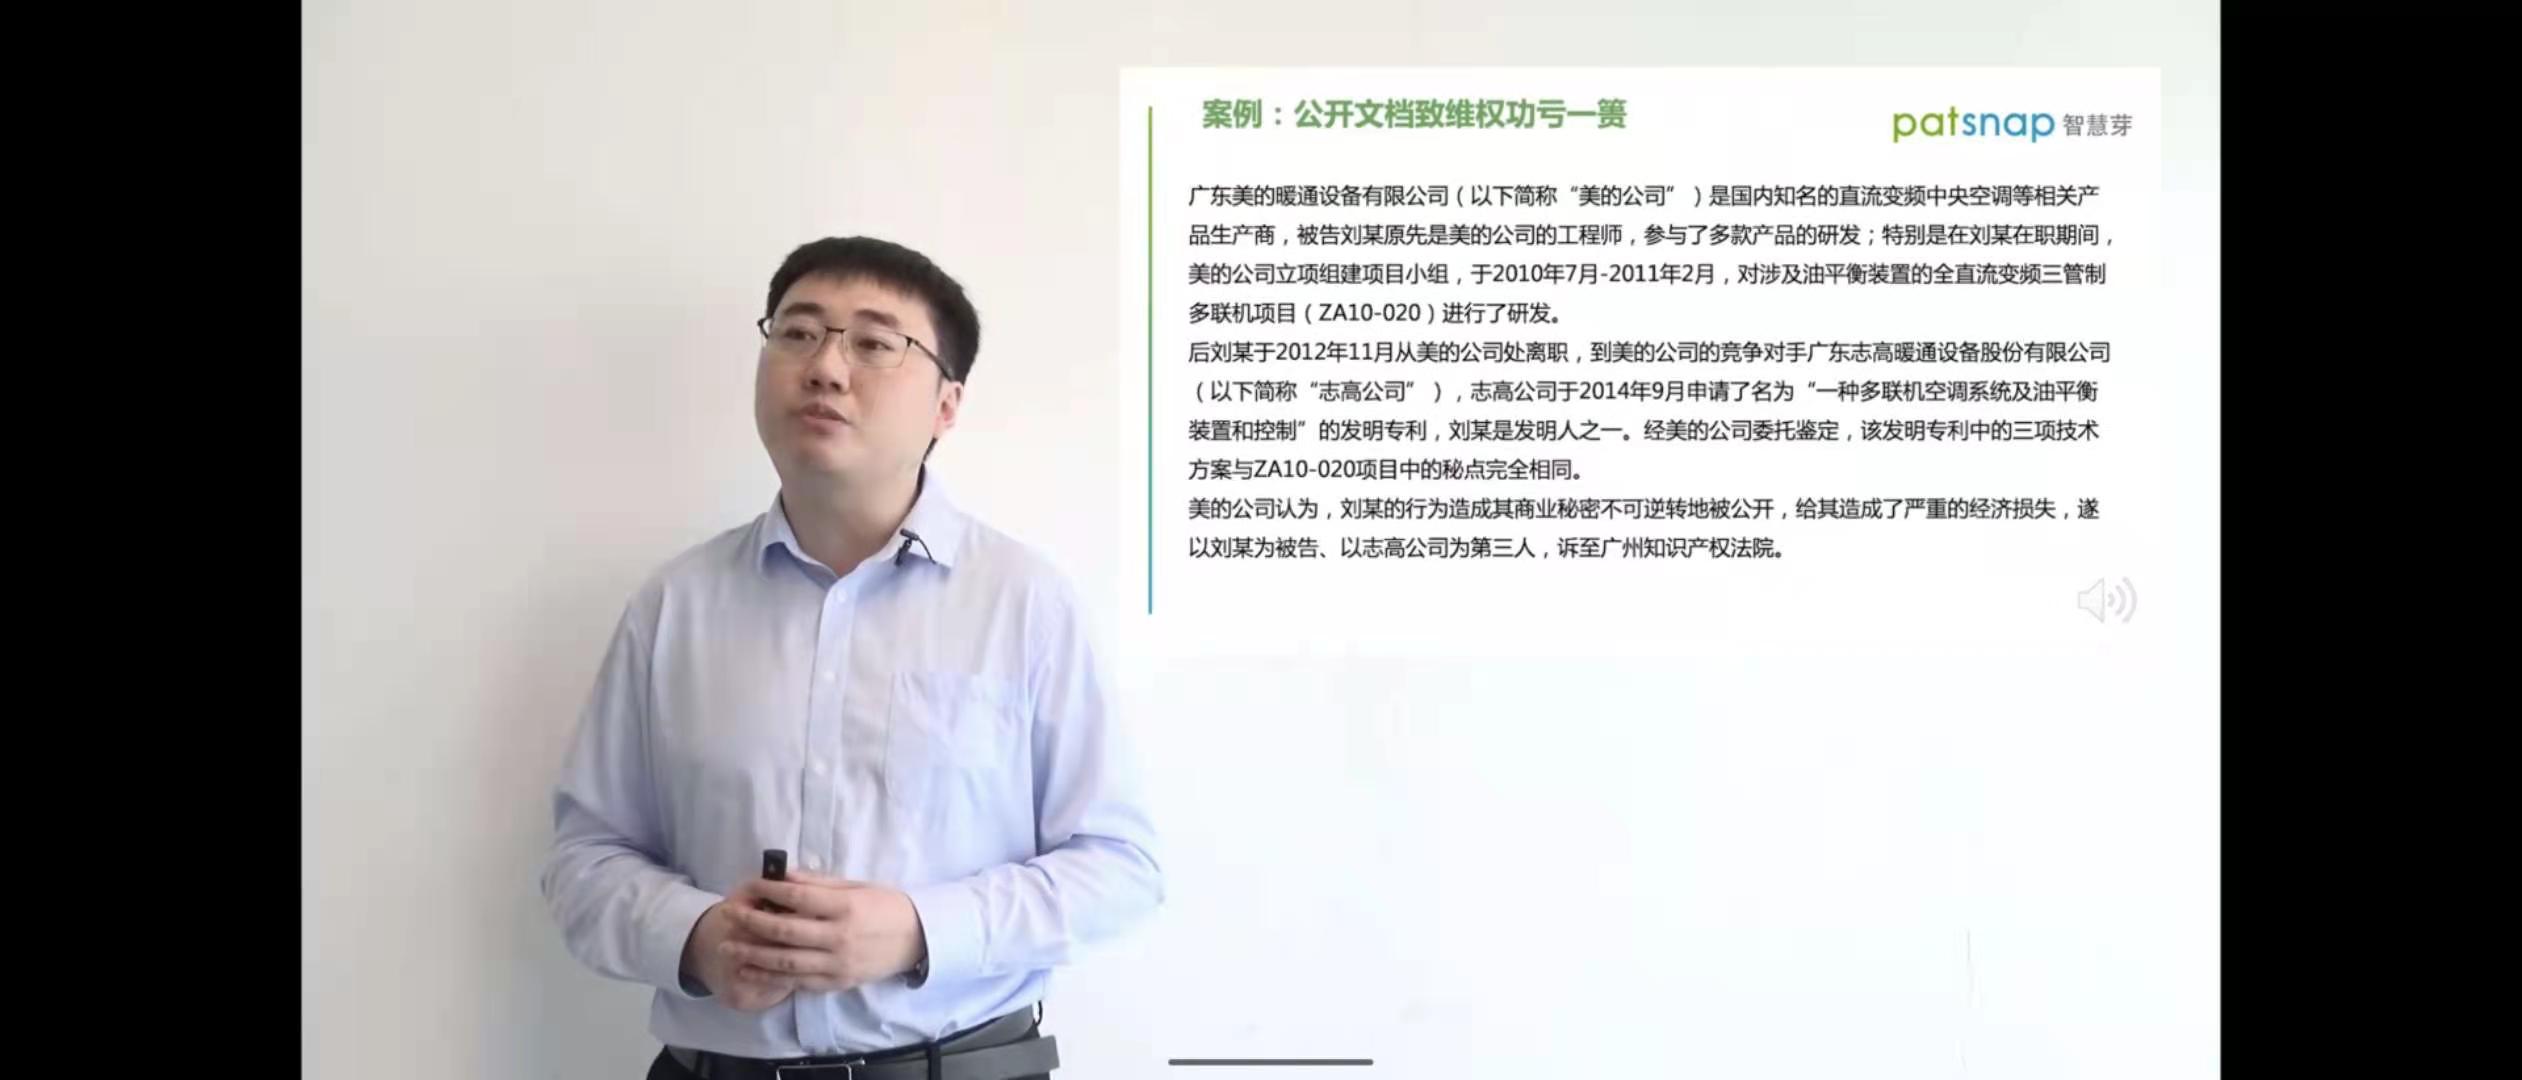 案例：公开文档致维权功亏一篑
patsnap 智慧芽
广东美的暖通设备有限公司（以下简称“美的公司”）是国内知名的直流变频中央空调等相关产
品生产商，被告刘某原先是美的公司的工程师，参与了多款产品的研发；特别是在刘某在职期间，
美的公司立项组建项目小组，于2010年7月-2011年2月，对涉及油平衡装置的全直流变频三管制
多联机项目（ZA10-020）进行了研发。
后刘某于2012年11月从美的公司处离职，到美的公司的竞争对手广东志高暖通设备股份有限公司
（以下简称“志高公司”），志高公司于2014年9月申请了名为“一种多联机空调系统及油平衡
装置和控制”的发明专利，刘某是发明人之一。经美的公司委托鉴定，该发明专利中的三项技术
方案与ZA10-020项目中的秘点完全相同。
美的公司认为，刘某的行为造成其商业秘密不可逆转地被公开，给其造成了严重的经济损失，遂
以刘某为被告、以志高公司为第三人，诉至广州知识产权法院。